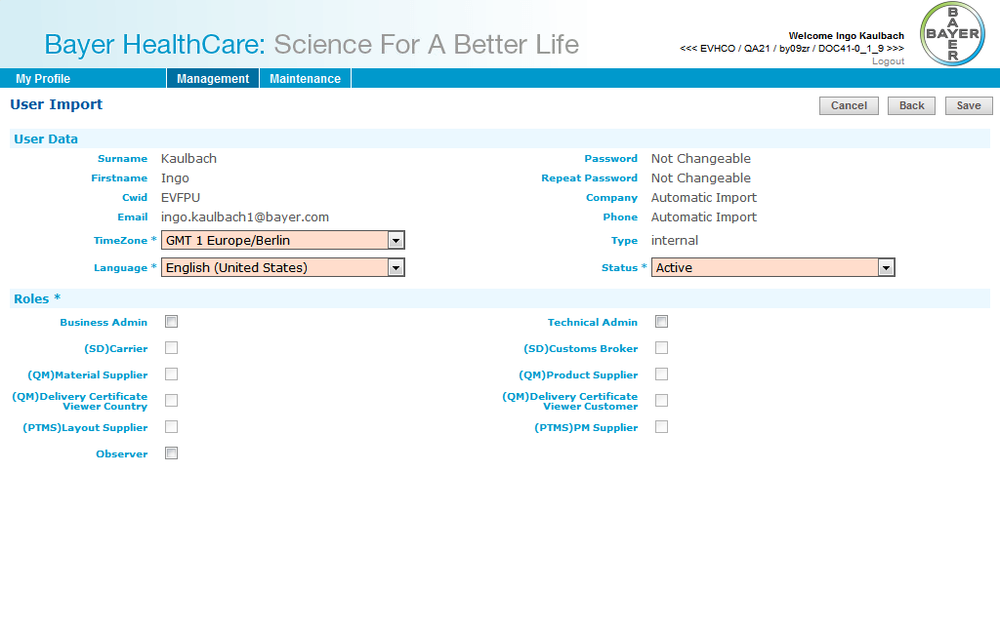 Bayer HealthCare: Science For A Better Life
Welcome Ingo Kaulbach
<<< EVHCO / QA21 / by09zr / DOC41-0_1_9 >>>
Logout
BAYER
BAYER
My Profile Management Maintenance
User Import Cancel Back Save
User Data
Surname Kaulbach Password Not Changeable
Firstname Ingo Repeat Password Not Changeable
Cwid EVFPU Company Automatic Import
Email ingo.kaulbach1@bayer.com Phone Automatic Import
TimeZone * GMT 1 Europe/Berlin Type internal
Language * English (United States) Status * Active
Roles *
Business Admin Technical Admin
(SD)Carrier (SD)Customs Broker
(QM)Material Supplier (QM)Product Supplier
(QM)Delivery Certificate (QM)Delivery Certificate
Viewer Country Viewer Customer
(PTMS)Layout Supplier (PTMS)PM Supplier
Observer